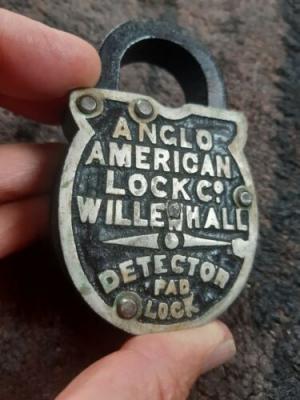 ANGLO
AMERICAN
LOCK Cº
WILLENHALL
DETECTOR
PAD
LOCK